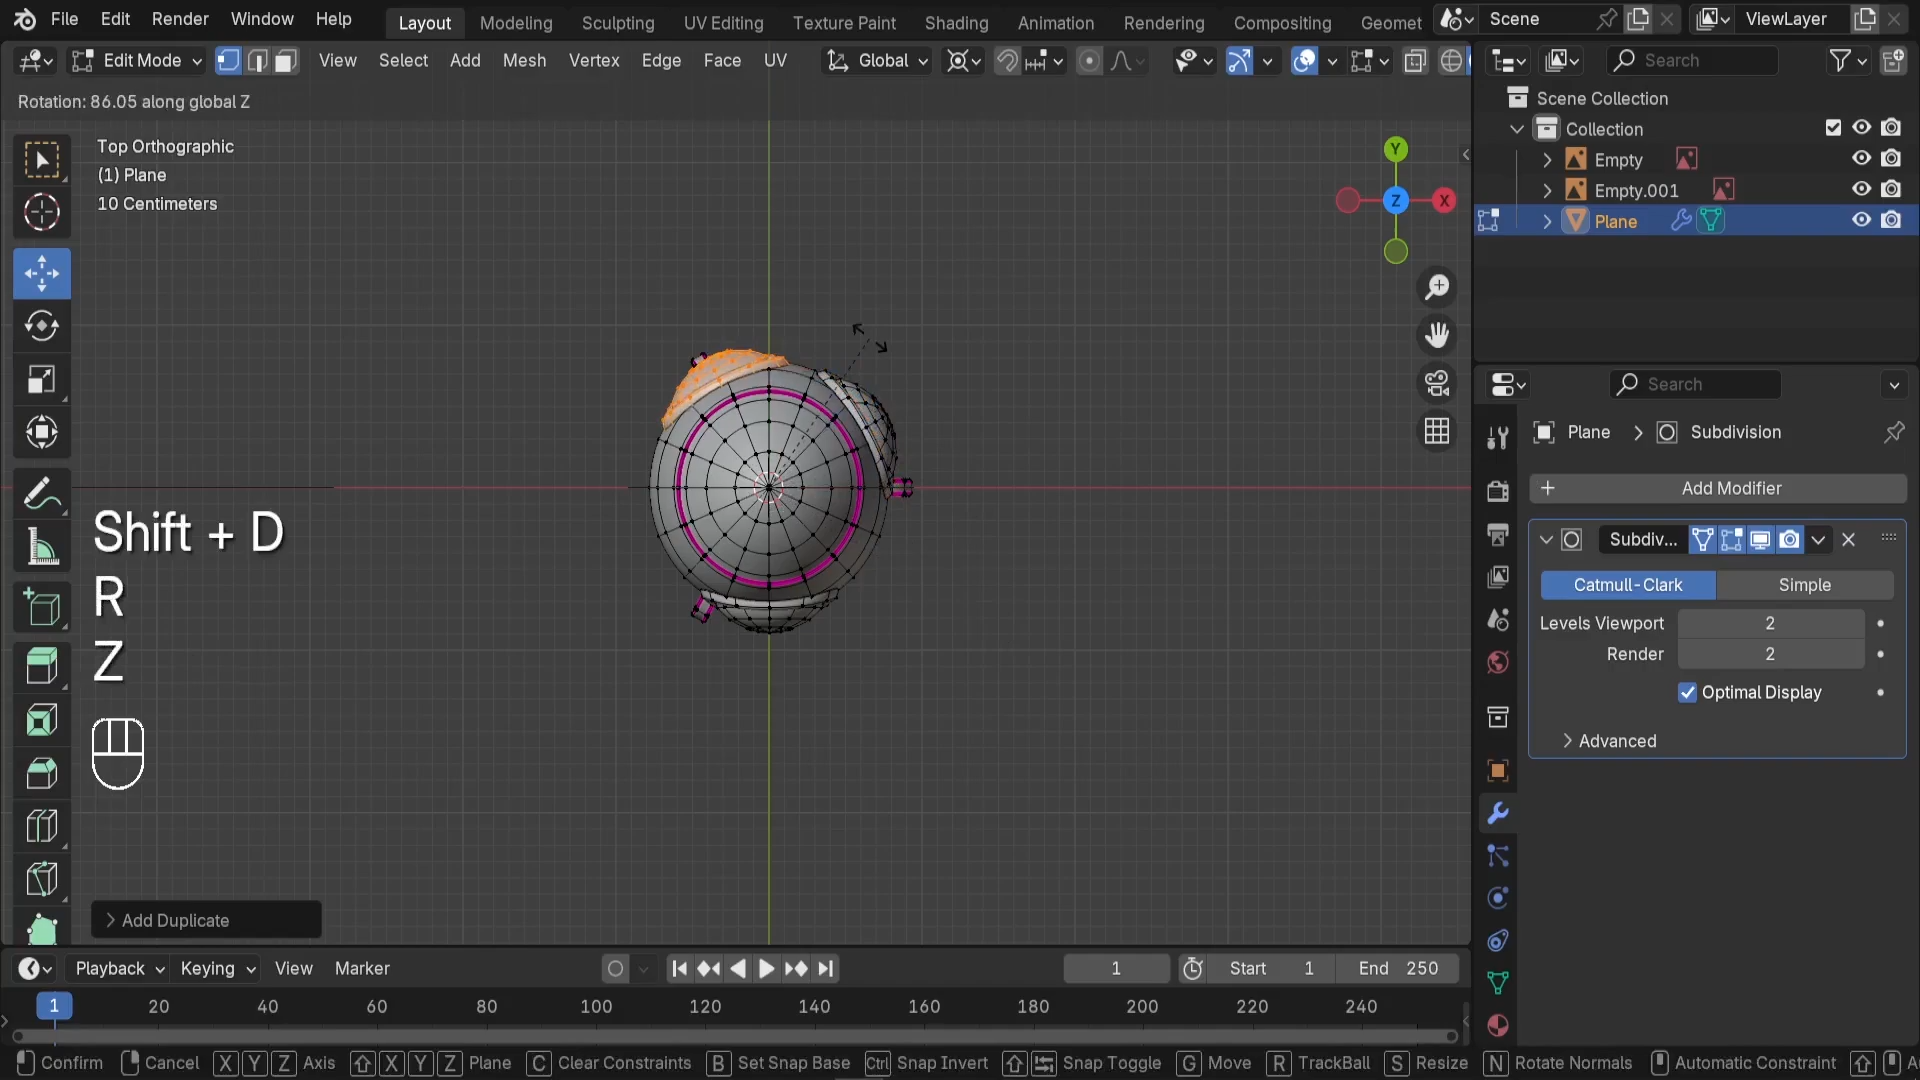 File Edit Render Window Help Layout Modeling Sculpting UV Editing Texture Paint Shading Animation Rendering Compositing Geomet Scene ViewLayer
Edit Mode View Select Add Mesh Vertex Edge Face UV Global Search
Rotation: 86.05 along global Z
Scene Collection
Collection
Empty
Empty.001
Plane
Top Orthographic
(1) Plane
10 Centimeters
Y
Z X
Search
Plane > Subdivision
+ Add Modifier
Subdiv...
Catmull-Clark Simple
Levels Viewport 2
Render 2
Optimal Display
Advanced
Shift + D
R
Z
Add Duplicate
Playback Keying View Marker 1 Start 1 End 250
1 20 40 60 80 100 120 140 160 180 200 220 240
Confirm Cancel X Y Z Axis X Y Z Plane C Clear Constraints B Set Snap Base Ctrl Snap Invert Snap Toggle G Move R TrackBall S Resize N Rotate Normals Automatic Constraint